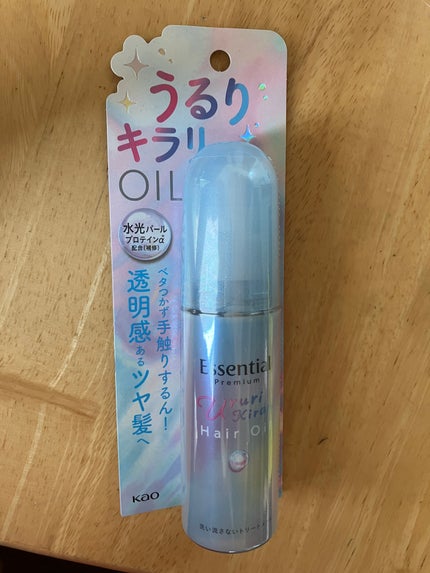 うるり
キラリ
OIL
水光パール
プロテインα
配合(補修)
ベタつかず手触りするん!
透明感あるツヤ髪へ
Essential
Premium
Ururi
Kirari
Hair Oil
洗い流さないトリートメント
Kao